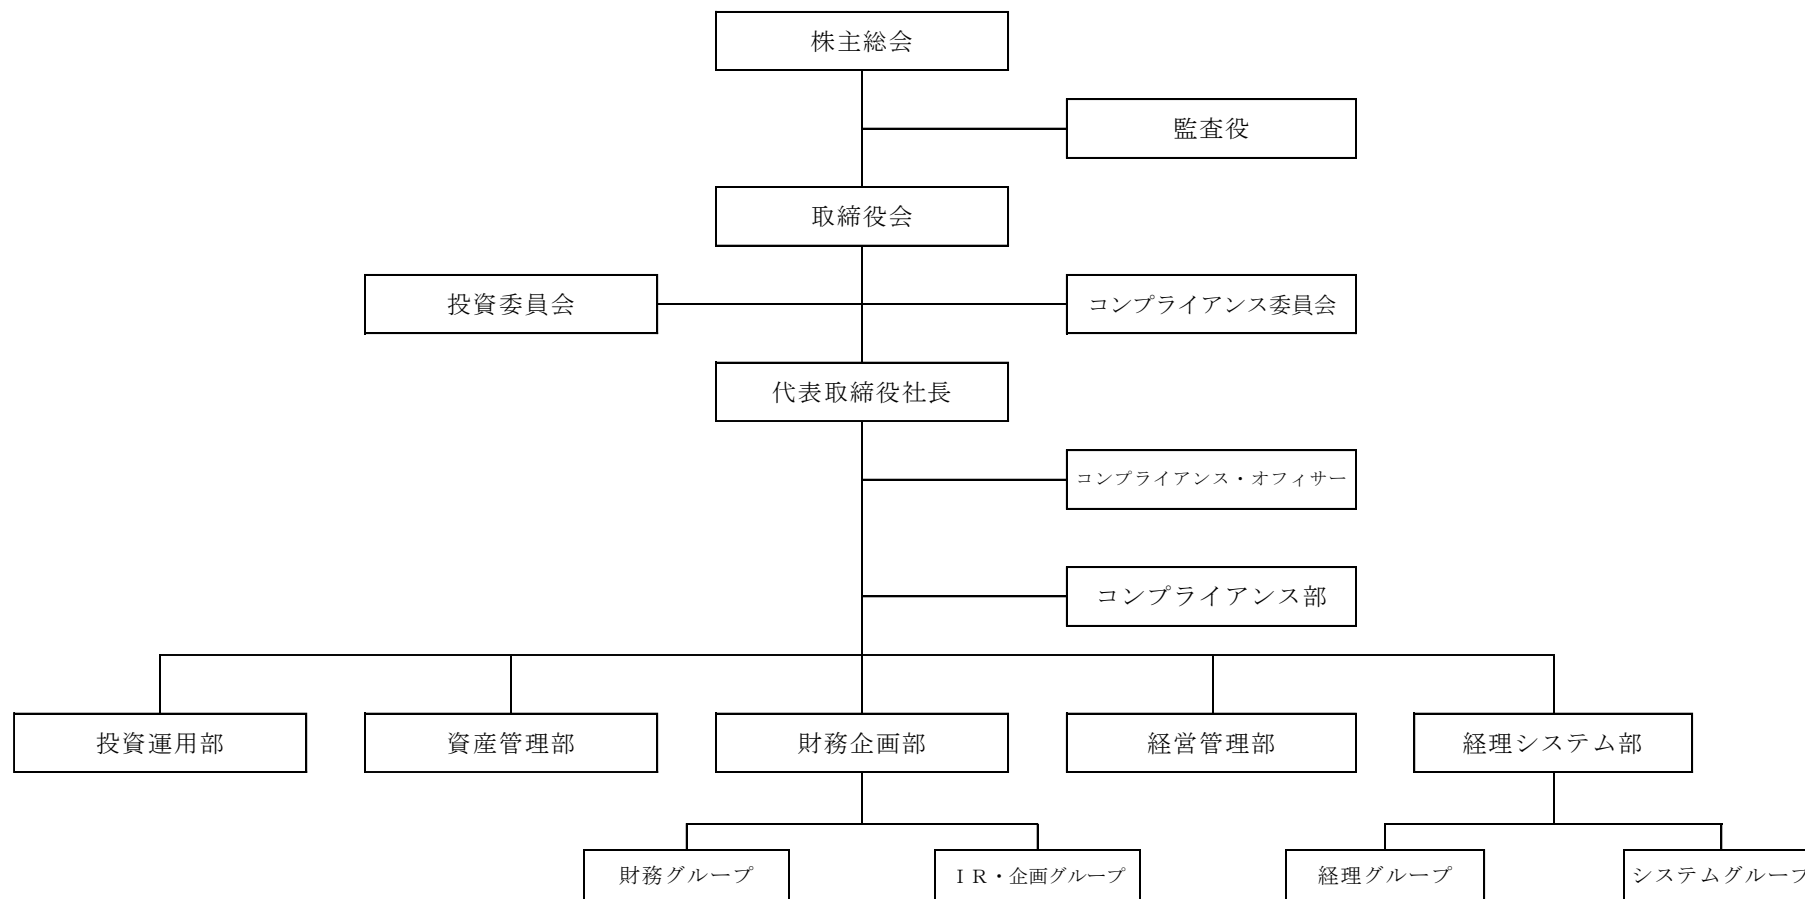 株主総会
監査役
取締役会
投資委員会
コンプライアンス委員会
代表取締役社長
コンプライアンス・オフィサー
コンプライアンス部
投資運用部
資産管理部
財務企画部
経営管理部
経理システム部
財務グループ
ＩＲ・企画グループ
経理グループ
システムグループ